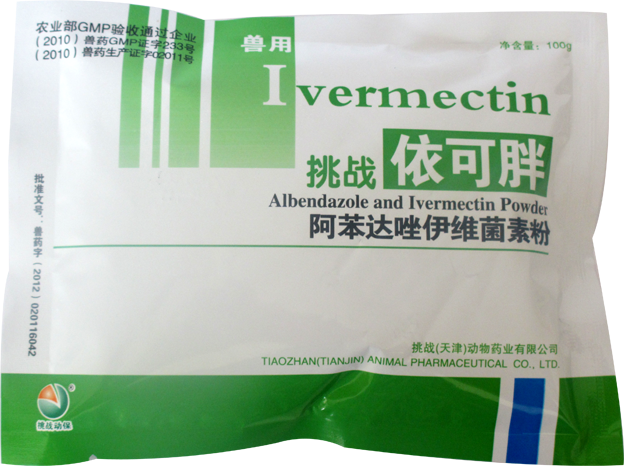 农业部GMP验收通过企业
(2010) 兽药GMP证字233号
(2010) 兽药生产证字02011号
兽用
净含量：100g
Ivermectin
挑战 依可胖
Albendazole and Ivermectin Powder
阿苯达唑伊维菌素粉
批准文号：兽药字（2012）020116042
挑战(天津)动物药业有限公司
TIAOZHAN(TIANJIN) ANIMAL PHARMACEUTICAL CO., LTD.
挑战动保